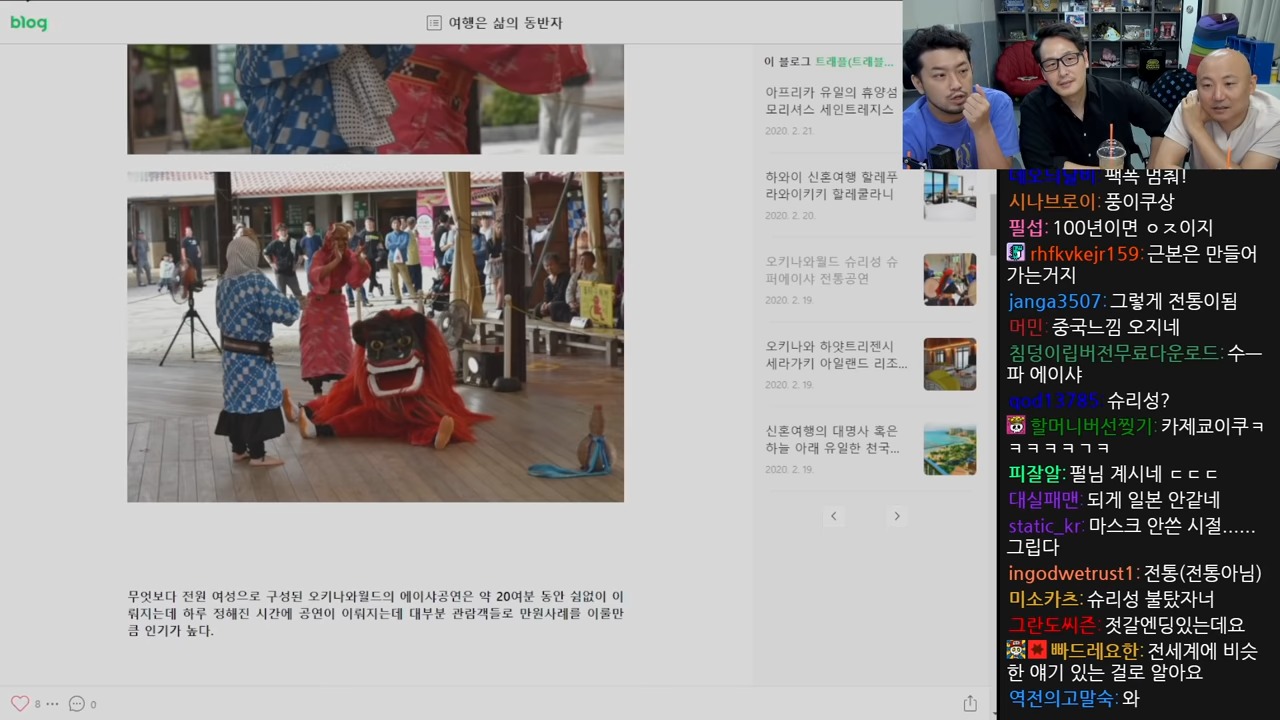 blog
여행은 삶의 동반자
이 블로그 트래블(트래블...
아프리카 유일의 휴양섬
모리셔스 세인트레지스
2020. 2. 21.
하와이 신혼여행 할레푸
라와이키키 할레쿨라니
2020. 2. 20.
오키나와월드 슈리성 슈
퍼에이샤 전통공연
2020. 2. 19.
오키나와 하얏트리젠시
세라가키 아일랜드 리조...
2020. 2. 19.
신혼여행의 대명사 혹은
하늘 아래 유일한 천국...
2020. 2. 19.
무엇보다 전원 여성으로 구성된 오키나와월드의 에이샤공연은 약 20여분 동안 쉼없이 이
뤄지는데 하루 정해진 시간에 공연이 이뤄지는데 대부분 관람객들로 만원사례를 이룰만
큼 인기가 높다.
8
0
팩폭 멈춰!
시나브로이: 풍이쿠상
필섭: 100년이면 ㅇㅈ이지
rhfkvkejr159: 근본은 만들어
가는거지
janga3507: 그렇게 전통이됨
머민: 중국느낌 오지네
침덩이립버전무료다운로드: 수ㅡ
파 에이샤
qod13785: 슈리성?
할머니버선찢기: 카제쿄이쿠ㅋ
ㅋㅋㅋㅋㄱㅋ
피잘알: 펄님 계시네 ㄷㄷㄷ
대실패맨: 되게 일본 안같네
static_kr: 마스크 안쓴 시절......
그립다
ingodwetrust1: 전통(전통아님)
미소카츠: 슈리성 불탔자너
그란도씨즌: 젓갈엔딩있는데요
빠드레요한: 전세계에 비슷
한 얘기 있는 걸로 알아요
역전의고말숙: 와